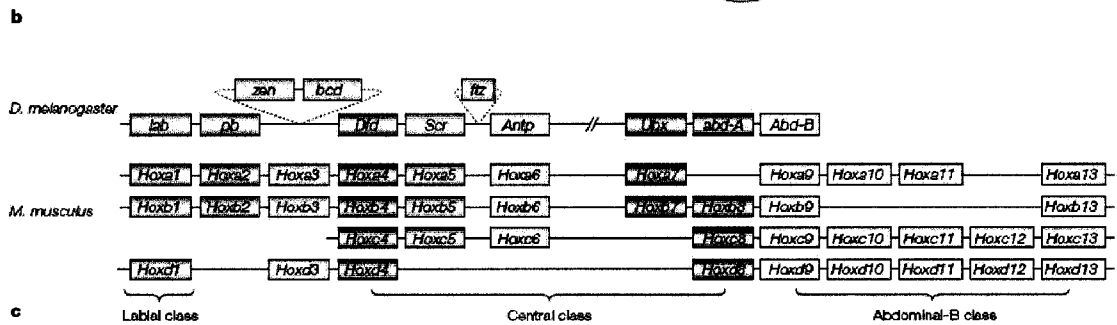 b
zen bcd ftz
D. melanogaster
lab pb Dfd Scr Antp // Ubx abd-A Abd-B
Hoxa1 Hoxa2 Hoxa3 Hoxa4 Hoxa5 Hoxa6 Hoxa7 Hoxa9 Hoxa10 Hoxa11 Hoxa13
M. musculus
Hoxb1 Hoxb2 Hoxb3 Hoxb4 Hoxb5 Hoxb6 Hoxb7 Hoxb8 Hoxb9 Hoxb13
Hoxc4 Hoxc5 Hoxc6 Hoxc8 Hoxc9 Hoxc10 Hoxc11 Hoxc12 Hoxc13
Hoxd1 Hoxd3 Hoxd4 Hoxd8 Hoxd9 Hoxd10 Hoxd11 Hoxd12 Hoxd13
Labial class Central class Abdominal-B class
c